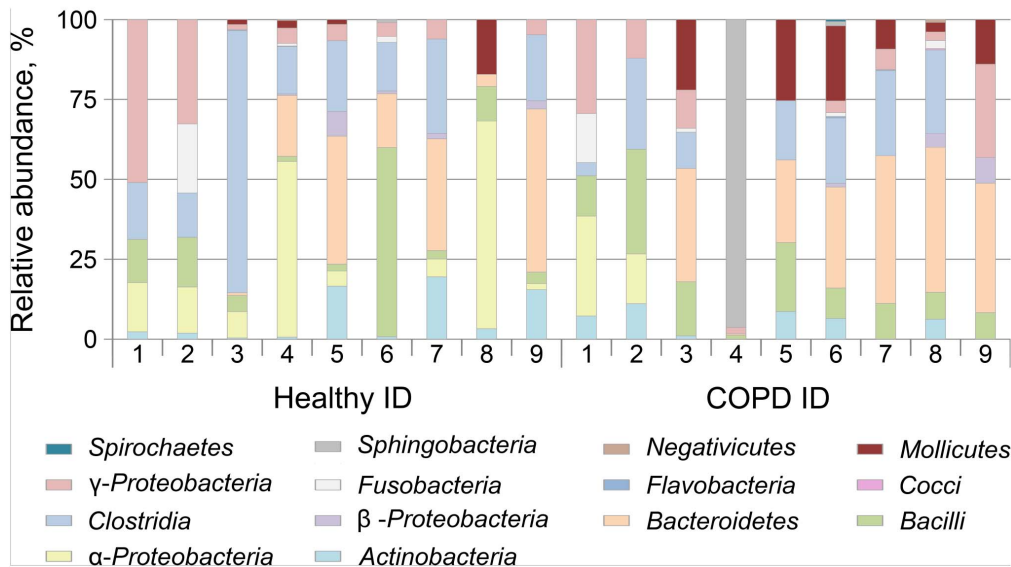 Relative abundance, %
100
75
50
25
0
1 2 3 4 5 6 7 8 9 1 2 3 4 5 6 7 8 9
Healthy ID COPD ID
Spirochaetes Sphingobacteria Negativicutes Mollicutes
γ-Proteobacteria Fusobacteria Flavobacteria Cocci
Clostridia β -Proteobacteria Bacteroidetes Bacilli
α-Proteobacteria Actinobacteria